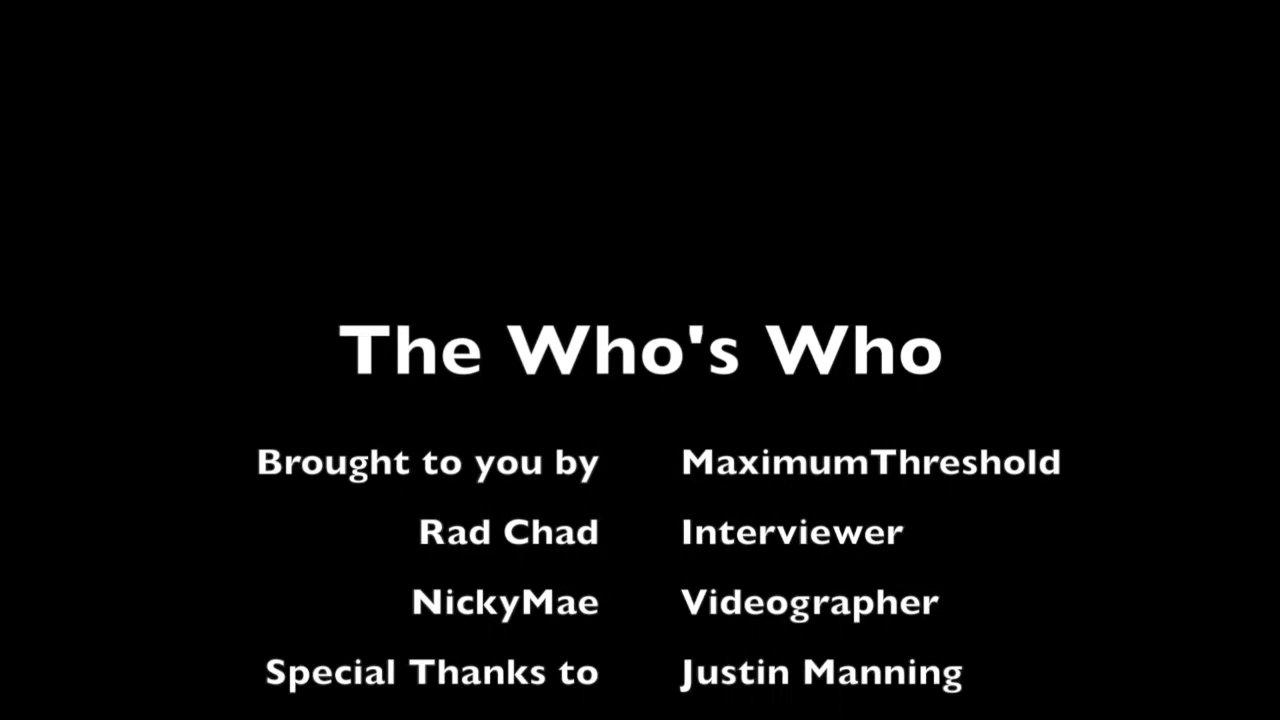 The Who's Who
Brought to you by MaximumThreshold
Rad Chad Interviewer
NickyMae Videographer
Special Thanks to Justin Manning